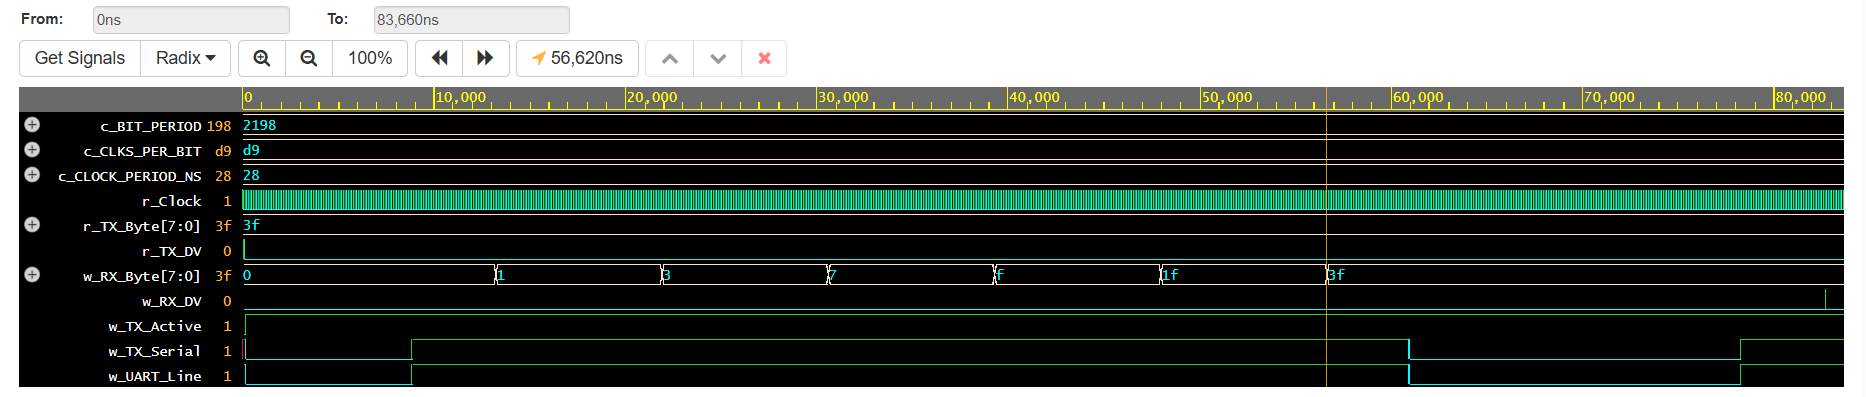 From: 0ns To: 83,660ns
Get Signals Radix 100% 56,620ns
0 10,000 20,000 30,000 40,000 50,000 60,000 70,000 80,000
c_BIT_PERIOD 198 2198
c_CLKS_PER_BIT d9 d9
c_CLOCK_PERIOD_NS 28 28
r_Clock 1
r_TX_Byte[7:0] 3f 3f
r_TX_DV 0
w_RX_Byte[7:0] 3f 0 1 3 7 f 1f 3f
w_RX_DV 0
w_TX_Active 1
w_TX_Serial 1
w_UART_Line 1